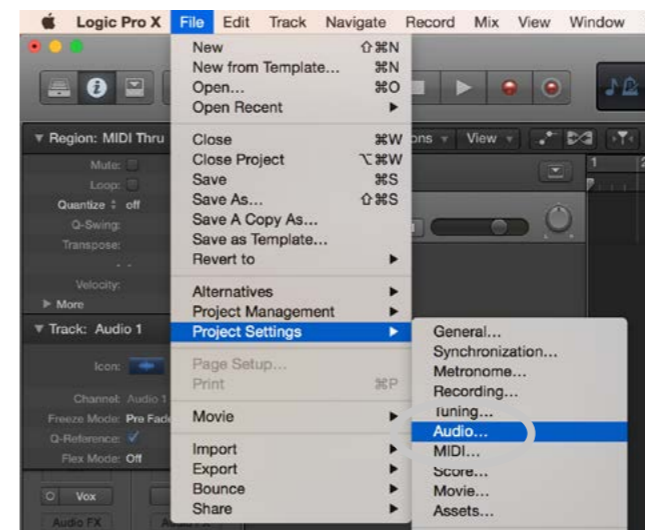 Logic Pro X File Edit Track Navigate Record Mix View Window
New ⇧⌘N
New from Template... ⌘N
Open... ⌘O
Open Recent ▶
Close ⌘W
Close Project ⌥⌘W
Save ⌘S
Save As... ⇧⌘S
Save A Copy As...
Save as Template...
Revert to ▶
Alternatives ▶
Project Management ▶
Project Settings ▶
Page Setup...
Print ⌘P
Movie ▶
Import ▶
Export ▶
Bounce ▶
Share ▶
General...
Synchronization...
Metronome...
Recording...
Tuning...
Audio...
MIDI...
Score...
Movie...
Assets...
ons View
1
2
Region: MIDI Thru
Mute:
Loop:
Quantize off
Q-Swing:
Transpose:
Velocity:
More
Track: Audio 1
Icon:
Channel: Audio 1
Freeze Mode: Pre Fade
Q-Reference:
Flex Mode: Off
Vox
Audio FX